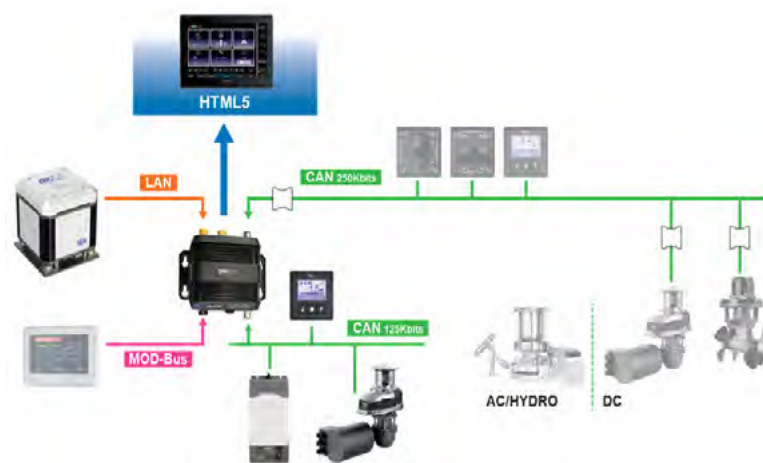 HTML5
LAN
CAN 250Kbits
MOD-Bus
CAN 125Kbits
AC/HYDRO
DC